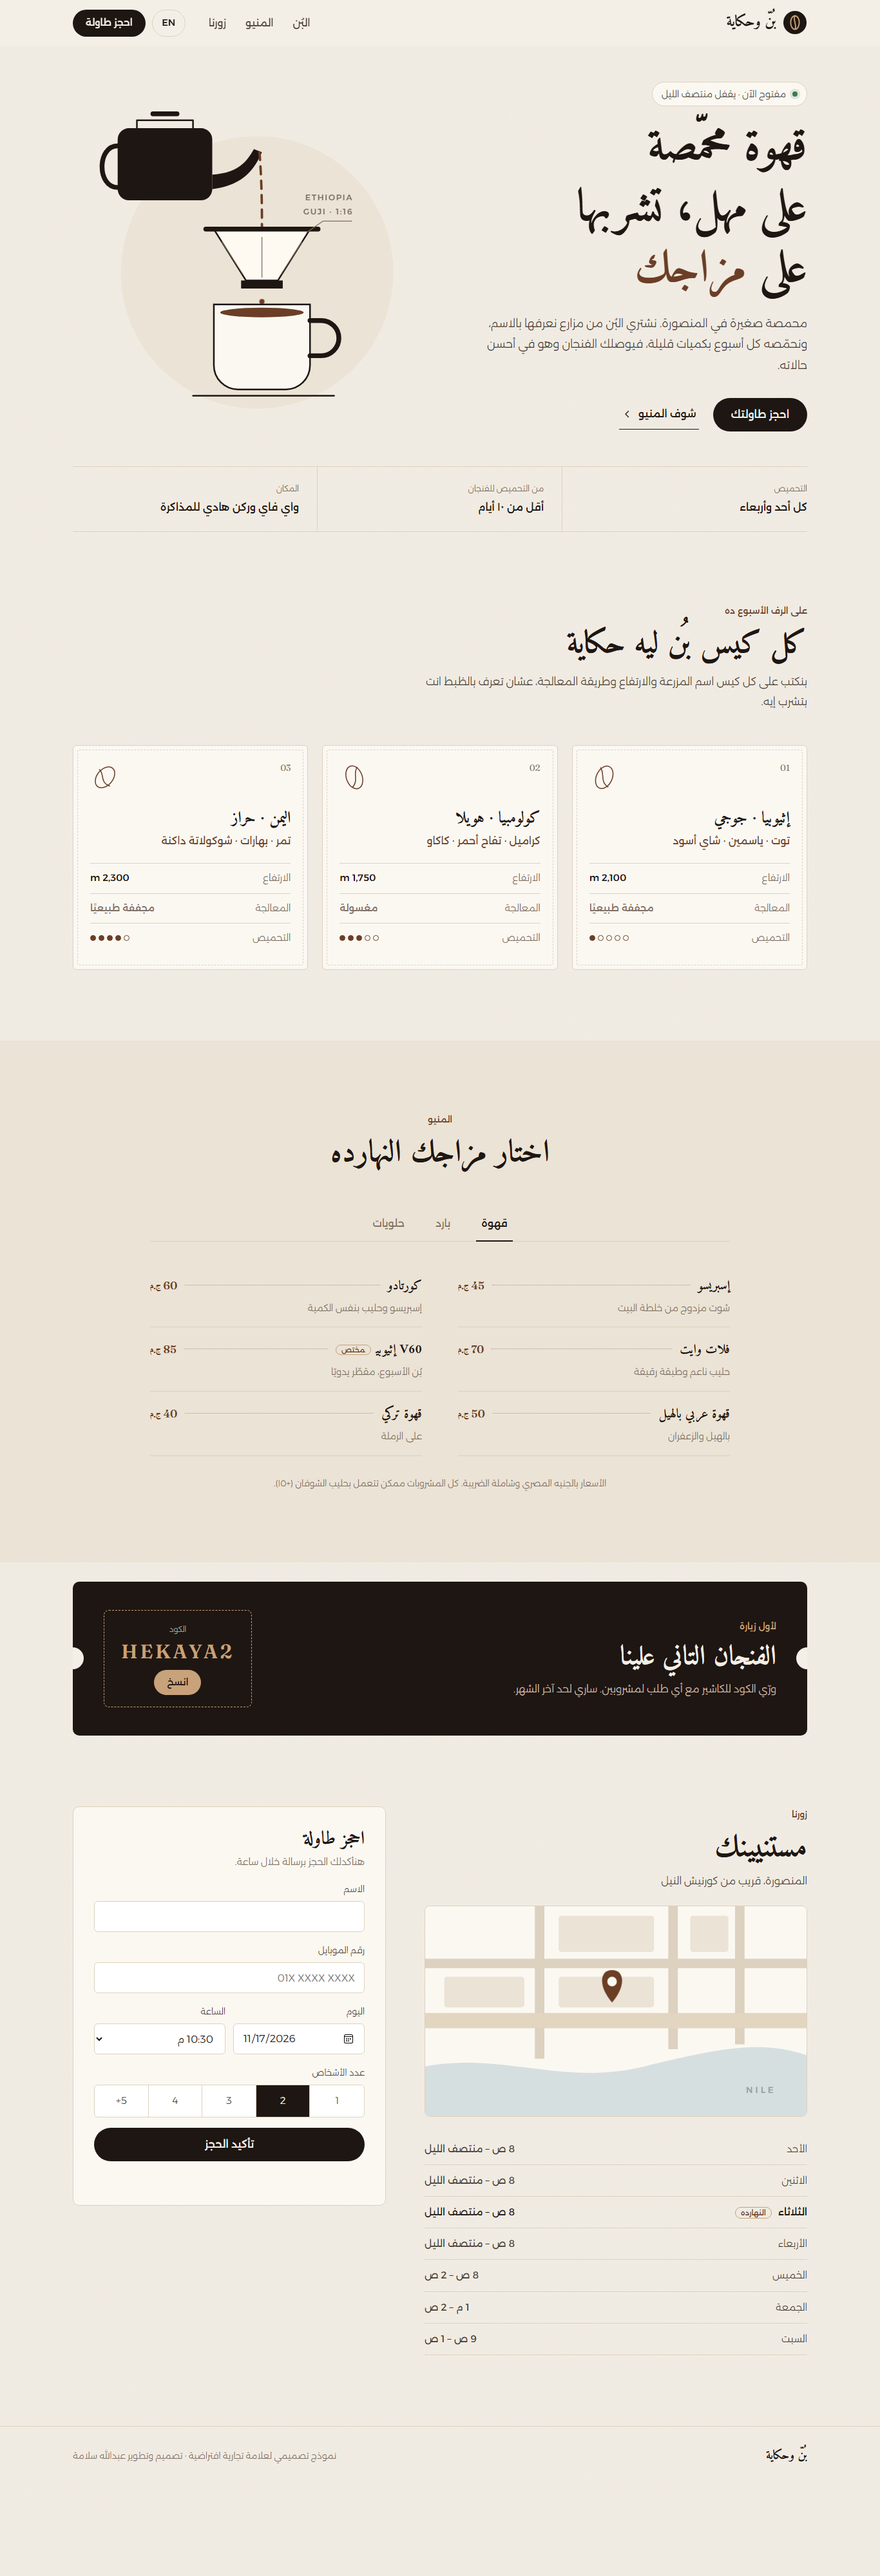 بُنّ وحكاية
البُن
المنيو
زورنا
EN
احجز طاولة
مفتوح الآن · يقفل منتصف الليل
قهوة محمّصة
على مهل، تشربها
على مزاجك
محمصة صغيرة في المنصورة. نشتري البُن من مزارع نعرفها بالاسم،
ونحمّصه كل أسبوع بكميات قليلة، فيوصلك الفنجان وهو في أحسن
حالاته.
احجز طاولتك
شوف المنيو
ETHIOPIA
GUJI · 1:16
التحميص
كل أحد وأربعاء
من التحميص للفنجان
أقل من ١٠ أيام
المكان
واي فاي وركن هادي للمذاكرة
على الرف الأسبوع ده
كل كيس بُن ليه حكاية
بنكتب على كل كيس اسم المزرعة والارتفاع وطريقة المعالجة، عشان تعرف بالظبط انت
بتشرب إيه.
01
إثيوبيا · جوجي
توت · ياسمين · شاي أسود
الارتفاع
2,100 m
المعالجة
مجففة طبيعيًا
التحميص
02
كولومبيا · هويلا
كراميل · تفاح أحمر · كاكاو
الارتفاع
1,750 m
المعالجة
مغسولة
التحميص
03
اليمن · حراز
تمر · بهارات · شوكولاتة داكنة
الارتفاع
2,300 m
المعالجة
مجففة طبيعيًا
التحميص
المنيو
اختار مزاجك النهارده
قهوة
بارد
حلويات
إسبريسو
45 ج.م
شوت مزدوج من خلطة البيت
كورتادو
60 ج.م
إسبريسو وحليب بنفس الكمية
فلات وايت
70 ج.م
حليب ناعم وطبقة رقيقة
V60 إثيوبيا
مختص
85 ج.م
بُن الأسبوع، مقطّر يدويًا
قهوة عربي بالهيل
50 ج.م
بالهيل والزعفران
قهوة تركي
40 ج.م
على الرملة
الأسعار بالجنيه المصري وشاملة الضريبة. كل المشروبات ممكن تتعمل بحليب الشوفان (+١٥).
لأول زيارة
الفنجان التاني علينا
ورّي الكود للكاشير مع أي طلب لمشروبين. ساري لحد آخر الشهر.
الكود
HEKAYA2
انسخ
زورنا
مستنيينك
المنصورة، قريب من كورنيش النيل
NILE
الأحد
8 ص – منتصف الليل
الاثنين
8 ص – منتصف الليل
الثلاثاء
النهارده
8 ص – منتصف الليل
الأربعاء
8 ص – منتصف الليل
الخميس
8 ص – 2 ص
الجمعة
1 م – 2 ص
السبت
9 ص – 1 ص
احجز طاولة
هنأكدلك الحجز برسالة خلال ساعة.
الاسم
رقم الموبايل
01X XXXX XXXX
اليوم
11/17/2026
الساعة
10:30 م
عدد الأشخاص
1
2
3
4
5+
تأكيد الحجز
بُنّ وحكاية
نموذج تصميمي لعلامة تجارية افتراضية · تصميم وتطوير عبدالله سلامة